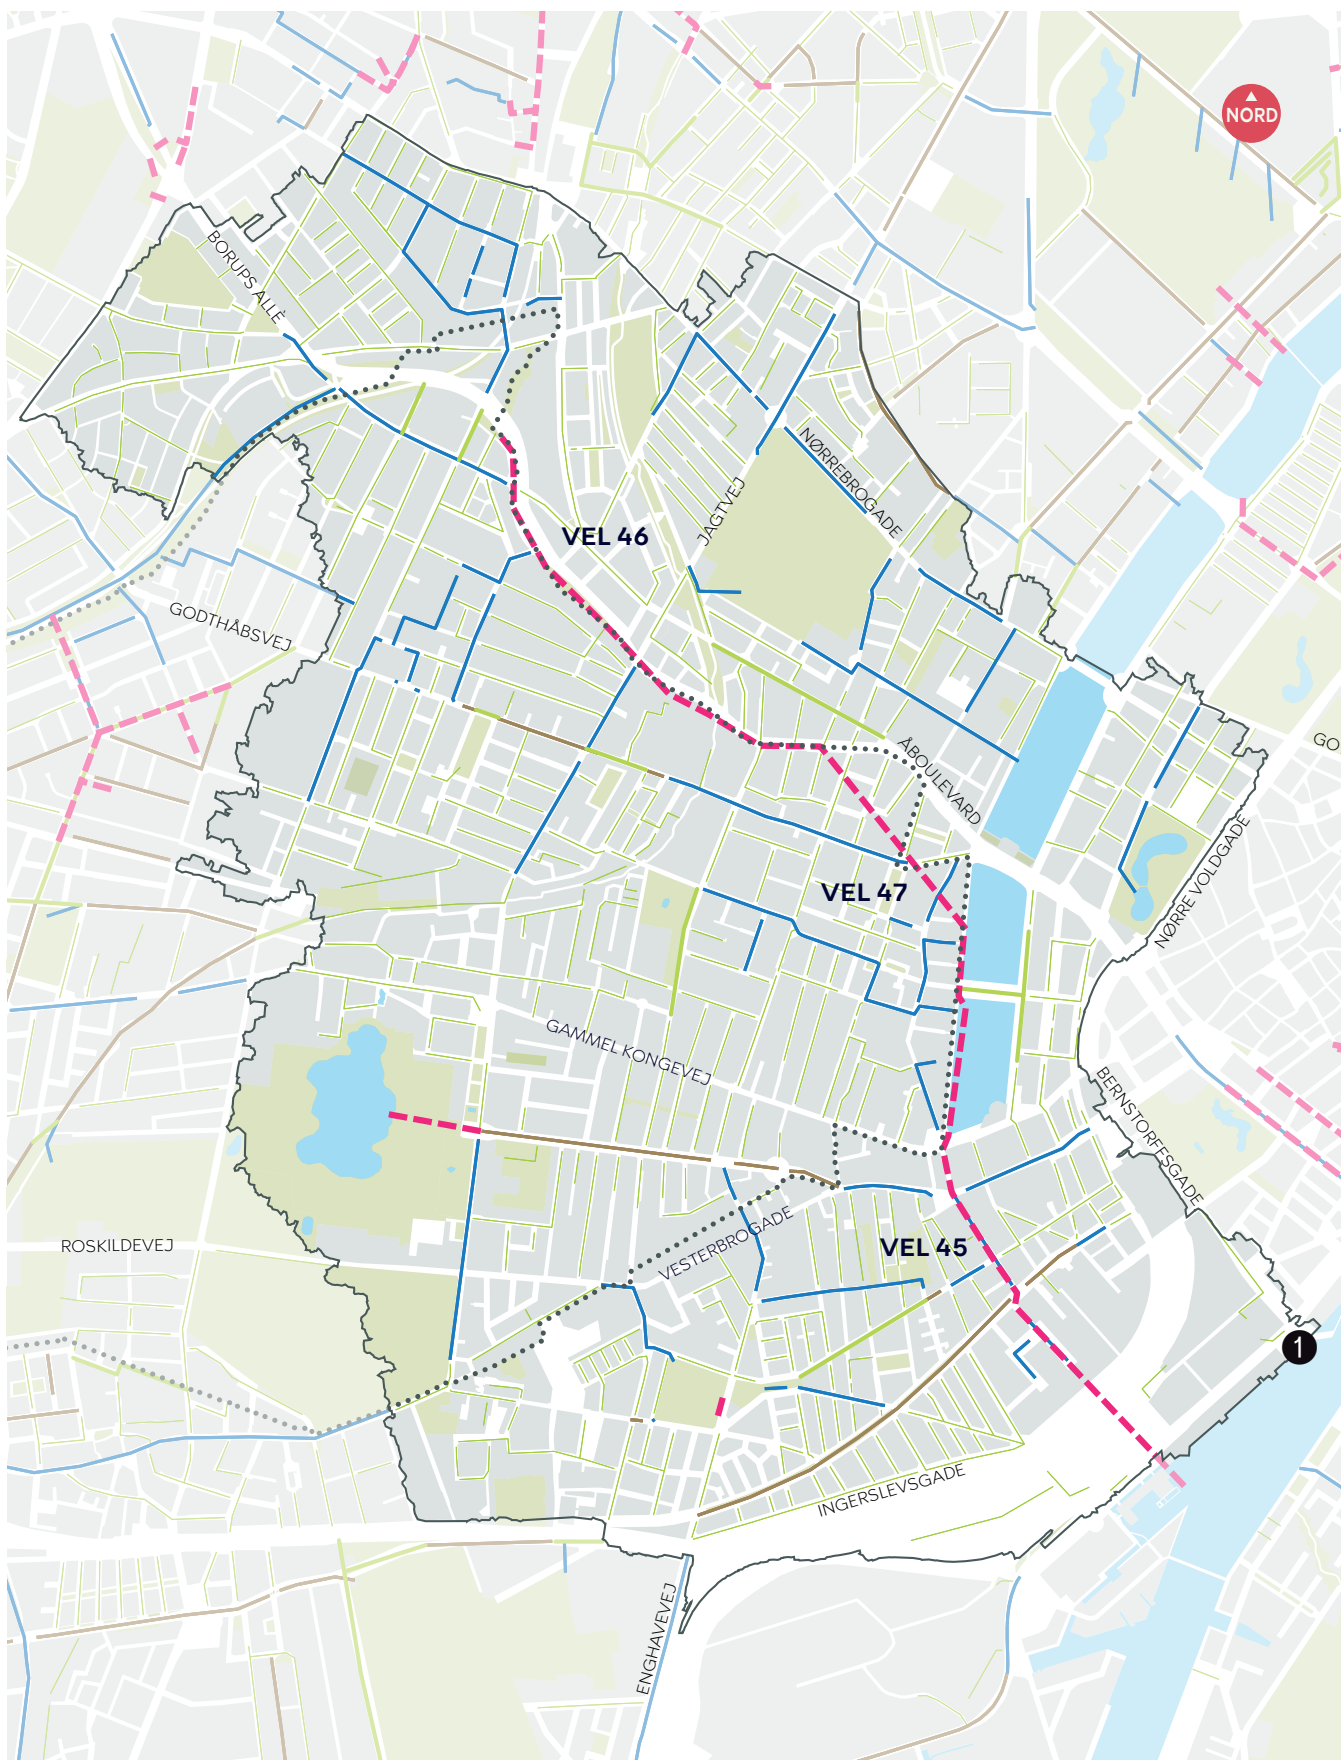 NORD
BORUPS ALLÉ
NØRREBROGADE
JAGTVEJ
VEL 46
GODTHÅBSVEJ
ÅBOULEVARD
GO
NØRRE VOLDGADE
VEL 47
GAMMEL KONGEVEJ
BERNSTORFFSGADE
VESTERBROGADE
VEL 45
ROSKILDEVEJ
1
INGERSLEVSGADE
ENGHAVEVEJ